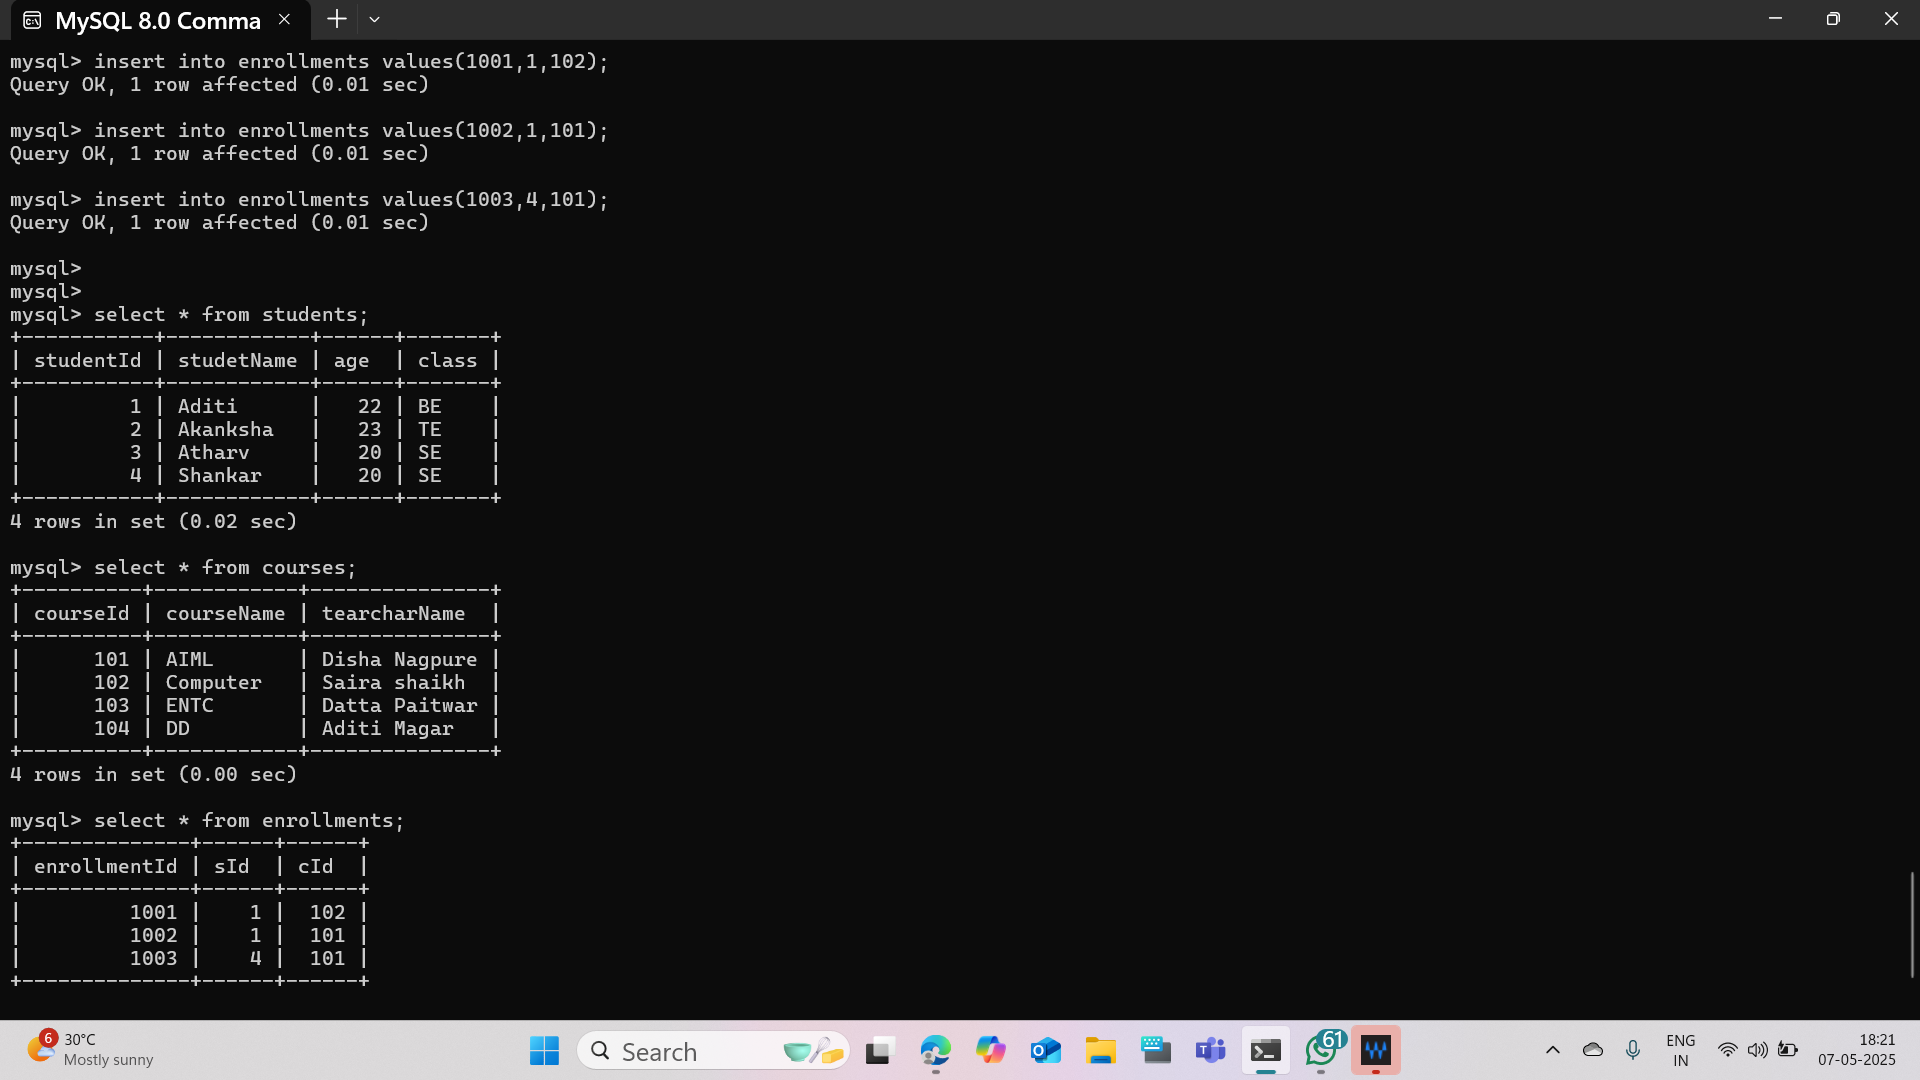 MySQL 8.0 Comma
mysql> insert into enrollments values(1001,1,102);
Query OK, 1 row affected (0.01 sec)
mysql> insert into enrollments values(1002,1,101);
Query OK, 1 row affected (0.01 sec)
mysql> insert into enrollments values(1003,4,101);
Query OK, 1 row affected (0.01 sec)
mysql>
mysql>
mysql> select * from students;
+-----------+------------+------+-------+
| studentId | studetName | age  | class |
+-----------+------------+------+-------+
|         1 | Aditi      |   22 | BE    |
|         2 | Akanksha   |   23 | TE    |
|         3 | Atharv     |   20 | SE    |
|         4 | Shankar    |   20 | SE    |
+-----------+------------+------+-------+
4 rows in set (0.02 sec)
mysql> select * from courses;
+----------+------------+---------------+
| courseId | courseName | tearcharName  |
+----------+------------+---------------+
|      101 | AIML       | Disha Nagpure |
|      102 | Computer   | Saira shaikh  |
|      103 | ENTC       | Datta Paitwar |
|      104 | DD         | Aditi Magar   |
+----------+------------+---------------+
4 rows in set (0.00 sec)
mysql> select * from enrollments;
+--------------+------+------+
| enrollmentId | sId  | cId  |
+--------------+------+------+
|         1001 |    1 |  102 |
|         1002 |    1 |  101 |
|         1003 |    4 |  101 |
+--------------+------+------+
6
30°C
Mostly sunny
Search
61
ENG
IN
18:21
07-05-2025